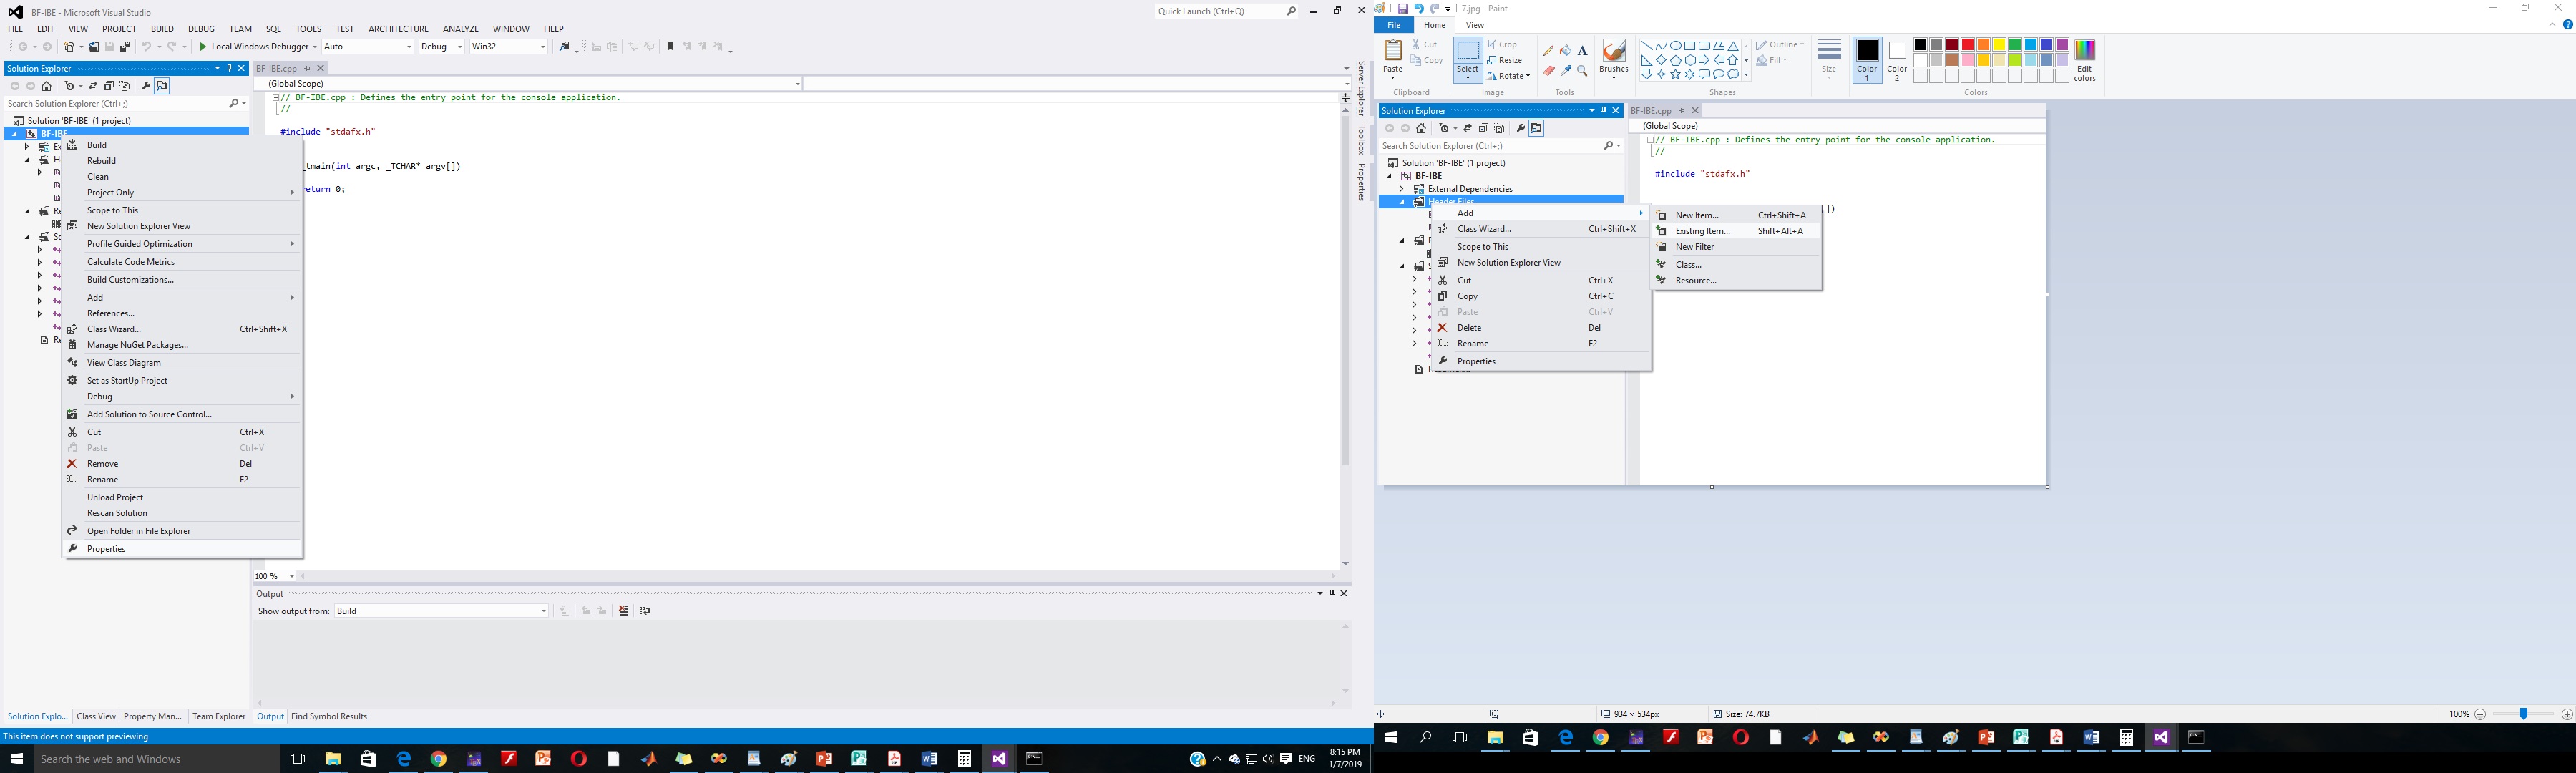 BF-IBE - Microsoft Visual Studio
Quick Launch (Ctrl+Q)
FILE EDIT VIEW PROJECT BUILD DEBUG TEAM SQL TOOLS TEST ARCHITECTURE ANALYZE WINDOW HELP
Local Windows Debugger Auto Debug Win32
Solution Explorer
BF-IBE.cpp
(Global Scope)
Search Solution Explorer (Ctrl+;)
Solution 'BF-IBE' (1 project)
BF-IBE
// BF-IBE.cpp : Defines the entry point for the console application.
//
#include "stdafx.h"
_tmain(int argc, _TCHAR* argv[])
return 0;
Build
Rebuild
Clean
Project Only
Scope to This
New Solution Explorer View
Profile Guided Optimization
Calculate Code Metrics
Build Customizations...
Add
References...
Class Wizard... Ctrl+Shift+X
Manage NuGet Packages...
View Class Diagram
Set as StartUp Project
Debug
Add Solution to Source Control...
Cut Ctrl+X
Paste Ctrl+V
Remove Del
Rename F2
Unload Project
Rescan Solution
Open Folder in File Explorer
Properties
Server Explorer
Toolbox
Properties
100 %
Output
Show output from: Build
Solution Explo... Class View Property Man... Team Explorer
Output Find Symbol Results
This item does not support previewing
Search the web and Windows
ENG
8:15 PM
1/7/2019
7.jpg - Paint
File Home View
Paste
Cut
Copy
Clipboard
Select
Crop
Resize
Rotate
Image
A
Tools
Brushes
Shapes
Outline
Fill
Size
Color 1
Color 2
Edit colors
Colors
Solution Explorer
BF-IBE.cpp
(Global Scope)
Search Solution Explorer (Ctrl+;)
Solution 'BF-IBE' (1 project)
BF-IBE
External Dependencies
Header Files
// BF-IBE.cpp : Defines the entry point for the console application.
//
#include "stdafx.h"
[])
Add
Class Wizard... Ctrl+Shift+X
Scope to This
New Solution Explorer View
Cut Ctrl+X
Copy Ctrl+C
Paste Ctrl+V
Delete Del
Rename F2
Properties
New Item... Ctrl+Shift+A
Existing Item... Shift+Alt+A
New Filter
Class...
Resource...
934 × 534px
Size: 74.7KB
100%